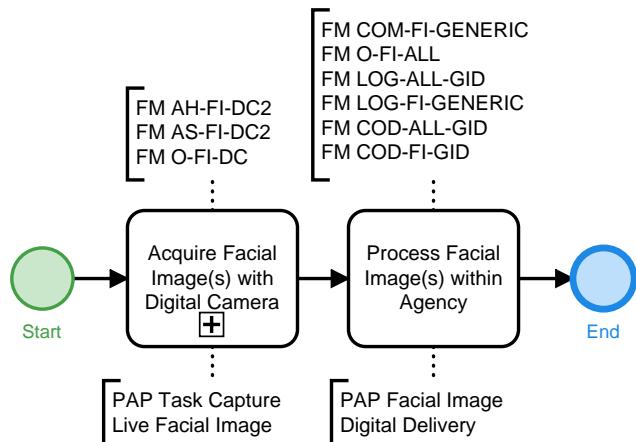 FM COM-FI-GENERIC
FM O-FI-ALL
FM LOG-ALL-GID
FM LOG-FI-GENERIC
FM COD-ALL-GID
FM COD-FI-GID
FM AH-FI-DC2
FM AS-FI-DC2
FM O-FI-DC
Start
Acquire Facial
Image(s) with
Digital Camera
Process Facial
Image(s) within
Agency
End
PAP Task Capture
Live Facial Image
PAP Facial Image
Digital Delivery